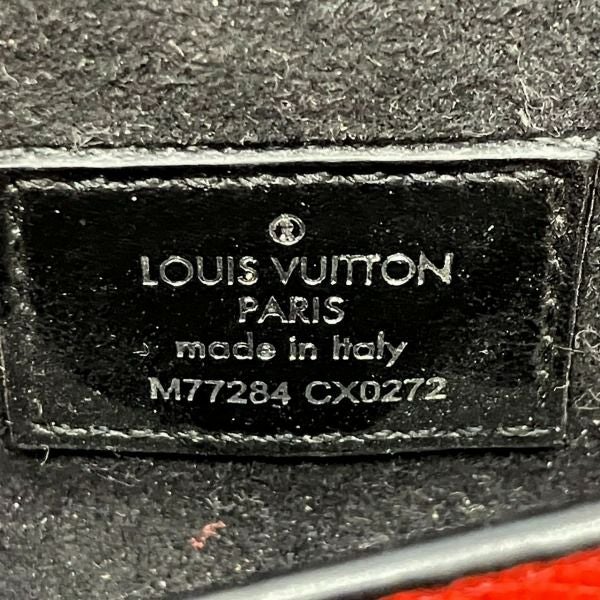 ®
LOUIS VUITTON
PARIS
made in Italy
M77284 CX0272